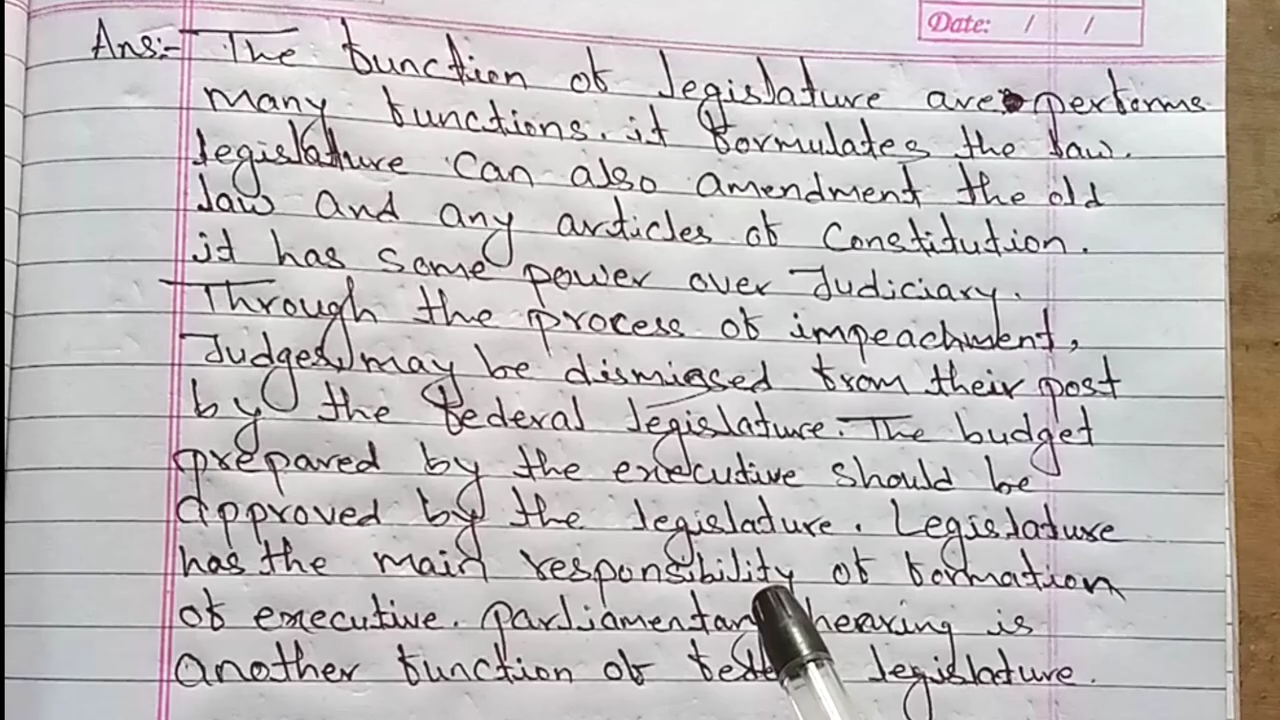 Date: / /
Ans:- The function of legislature are performs
many functions. it formulates the law.
legislature can also amendment the old
law and any articles of constitution.
it has some power over Judiciary.
Through the process of impeachment,
Judges may be dismissed from their post
by the federal legislature. The budget
prepared by the executive should be
approved by the legislature. Legislature
has the main responsibility of formation
of executive. parliamentary hearing is
another function of legislature.